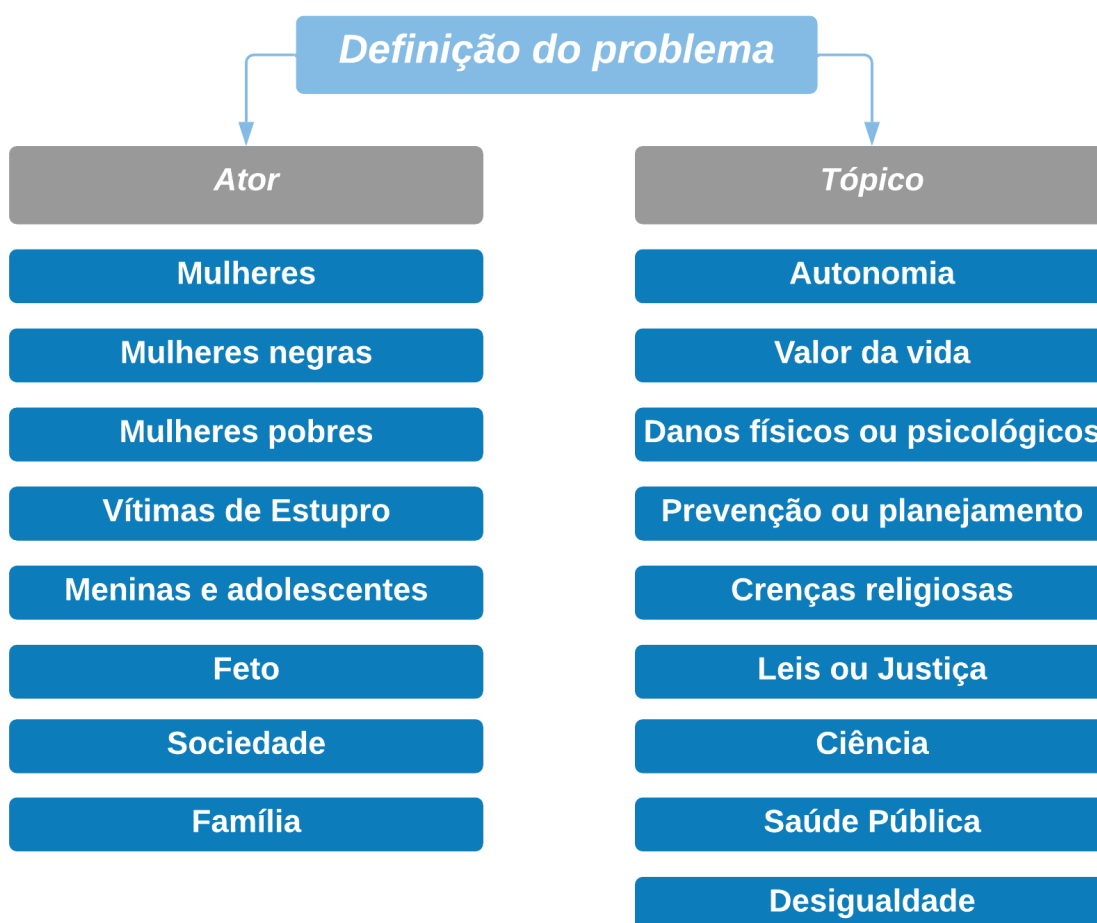 Definição do problema
Ator
Mulheres
Mulheres negras
Mulheres pobres
Vítimas de Estupro
Meninas e adolescentes
Feto
Sociedade
Família
Tópico
Autonomia
Valor da vida
Danos físicos ou psicológicos
Prevenção ou planejamento
Crenças religiosas
Leis ou Justiça
Ciência
Saúde Pública
Desigualdade